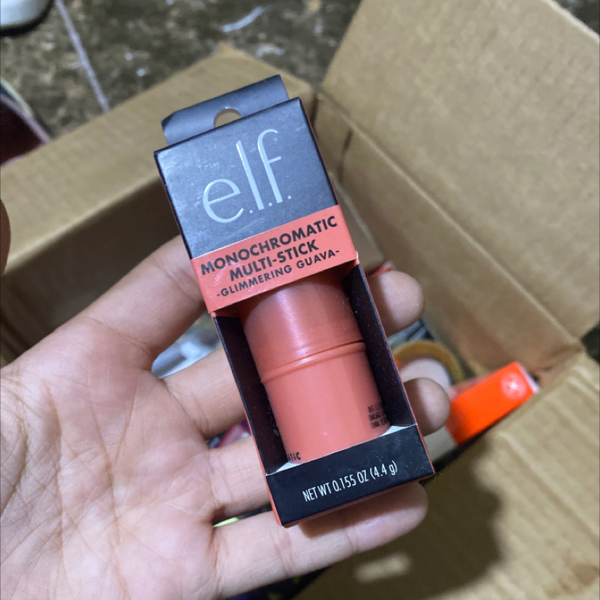 e.l.f.
MONOCHROMATIC
MULTI-STICK
-GLIMMERING GUAVA-
NET WT 0.155 OZ (4.4 g)